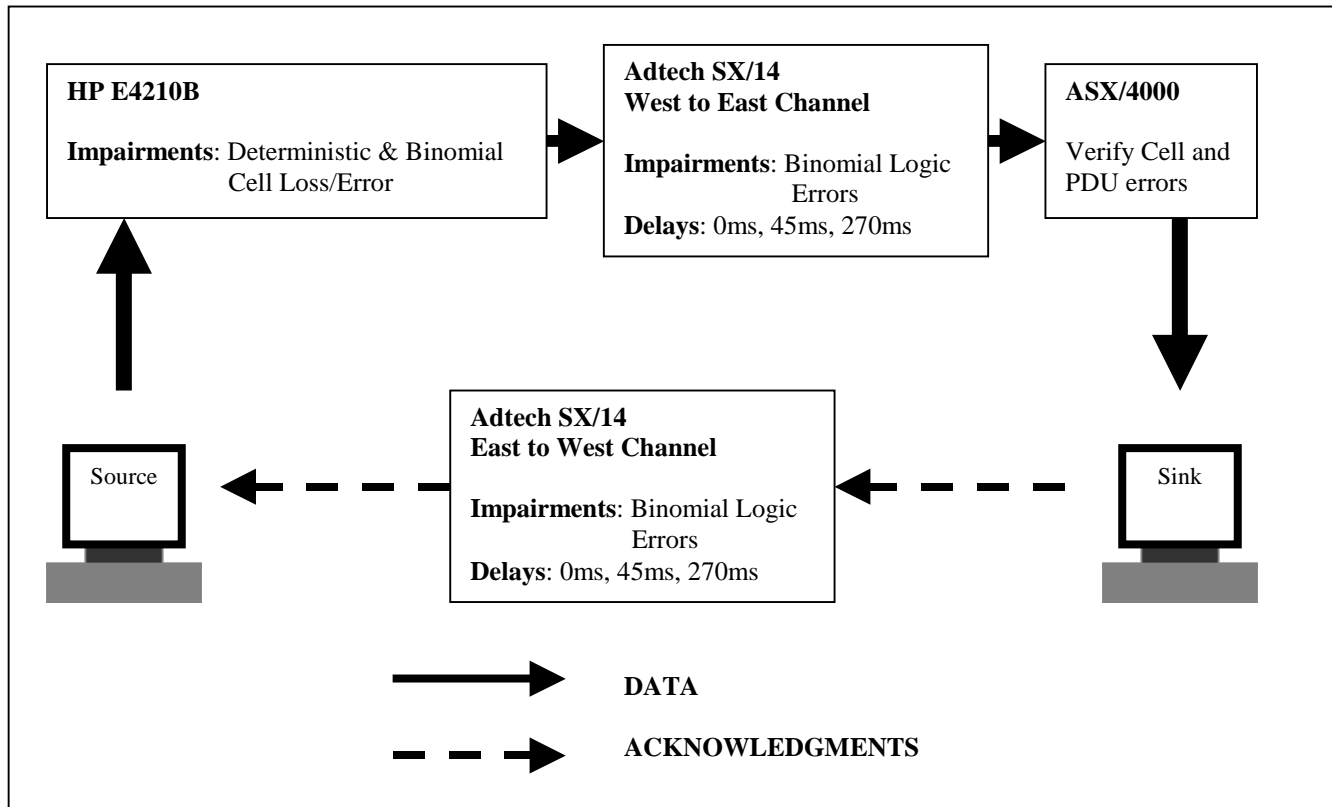 HP E4210B
Impairments: Deterministic & Binomial
Cell Loss/Error
Adtech SX/14
West to East Channel
Impairments: Binomial Logic
Errors
Delays: 0ms, 45ms, 270ms
ASX/4000
Verify Cell and
PDU errors
Source
Adtech SX/14
East to West Channel
Impairments: Binomial Logic
Errors
Delays: 0ms, 45ms, 270ms
Sink
DATA
ACKNOWLEDGMENTS